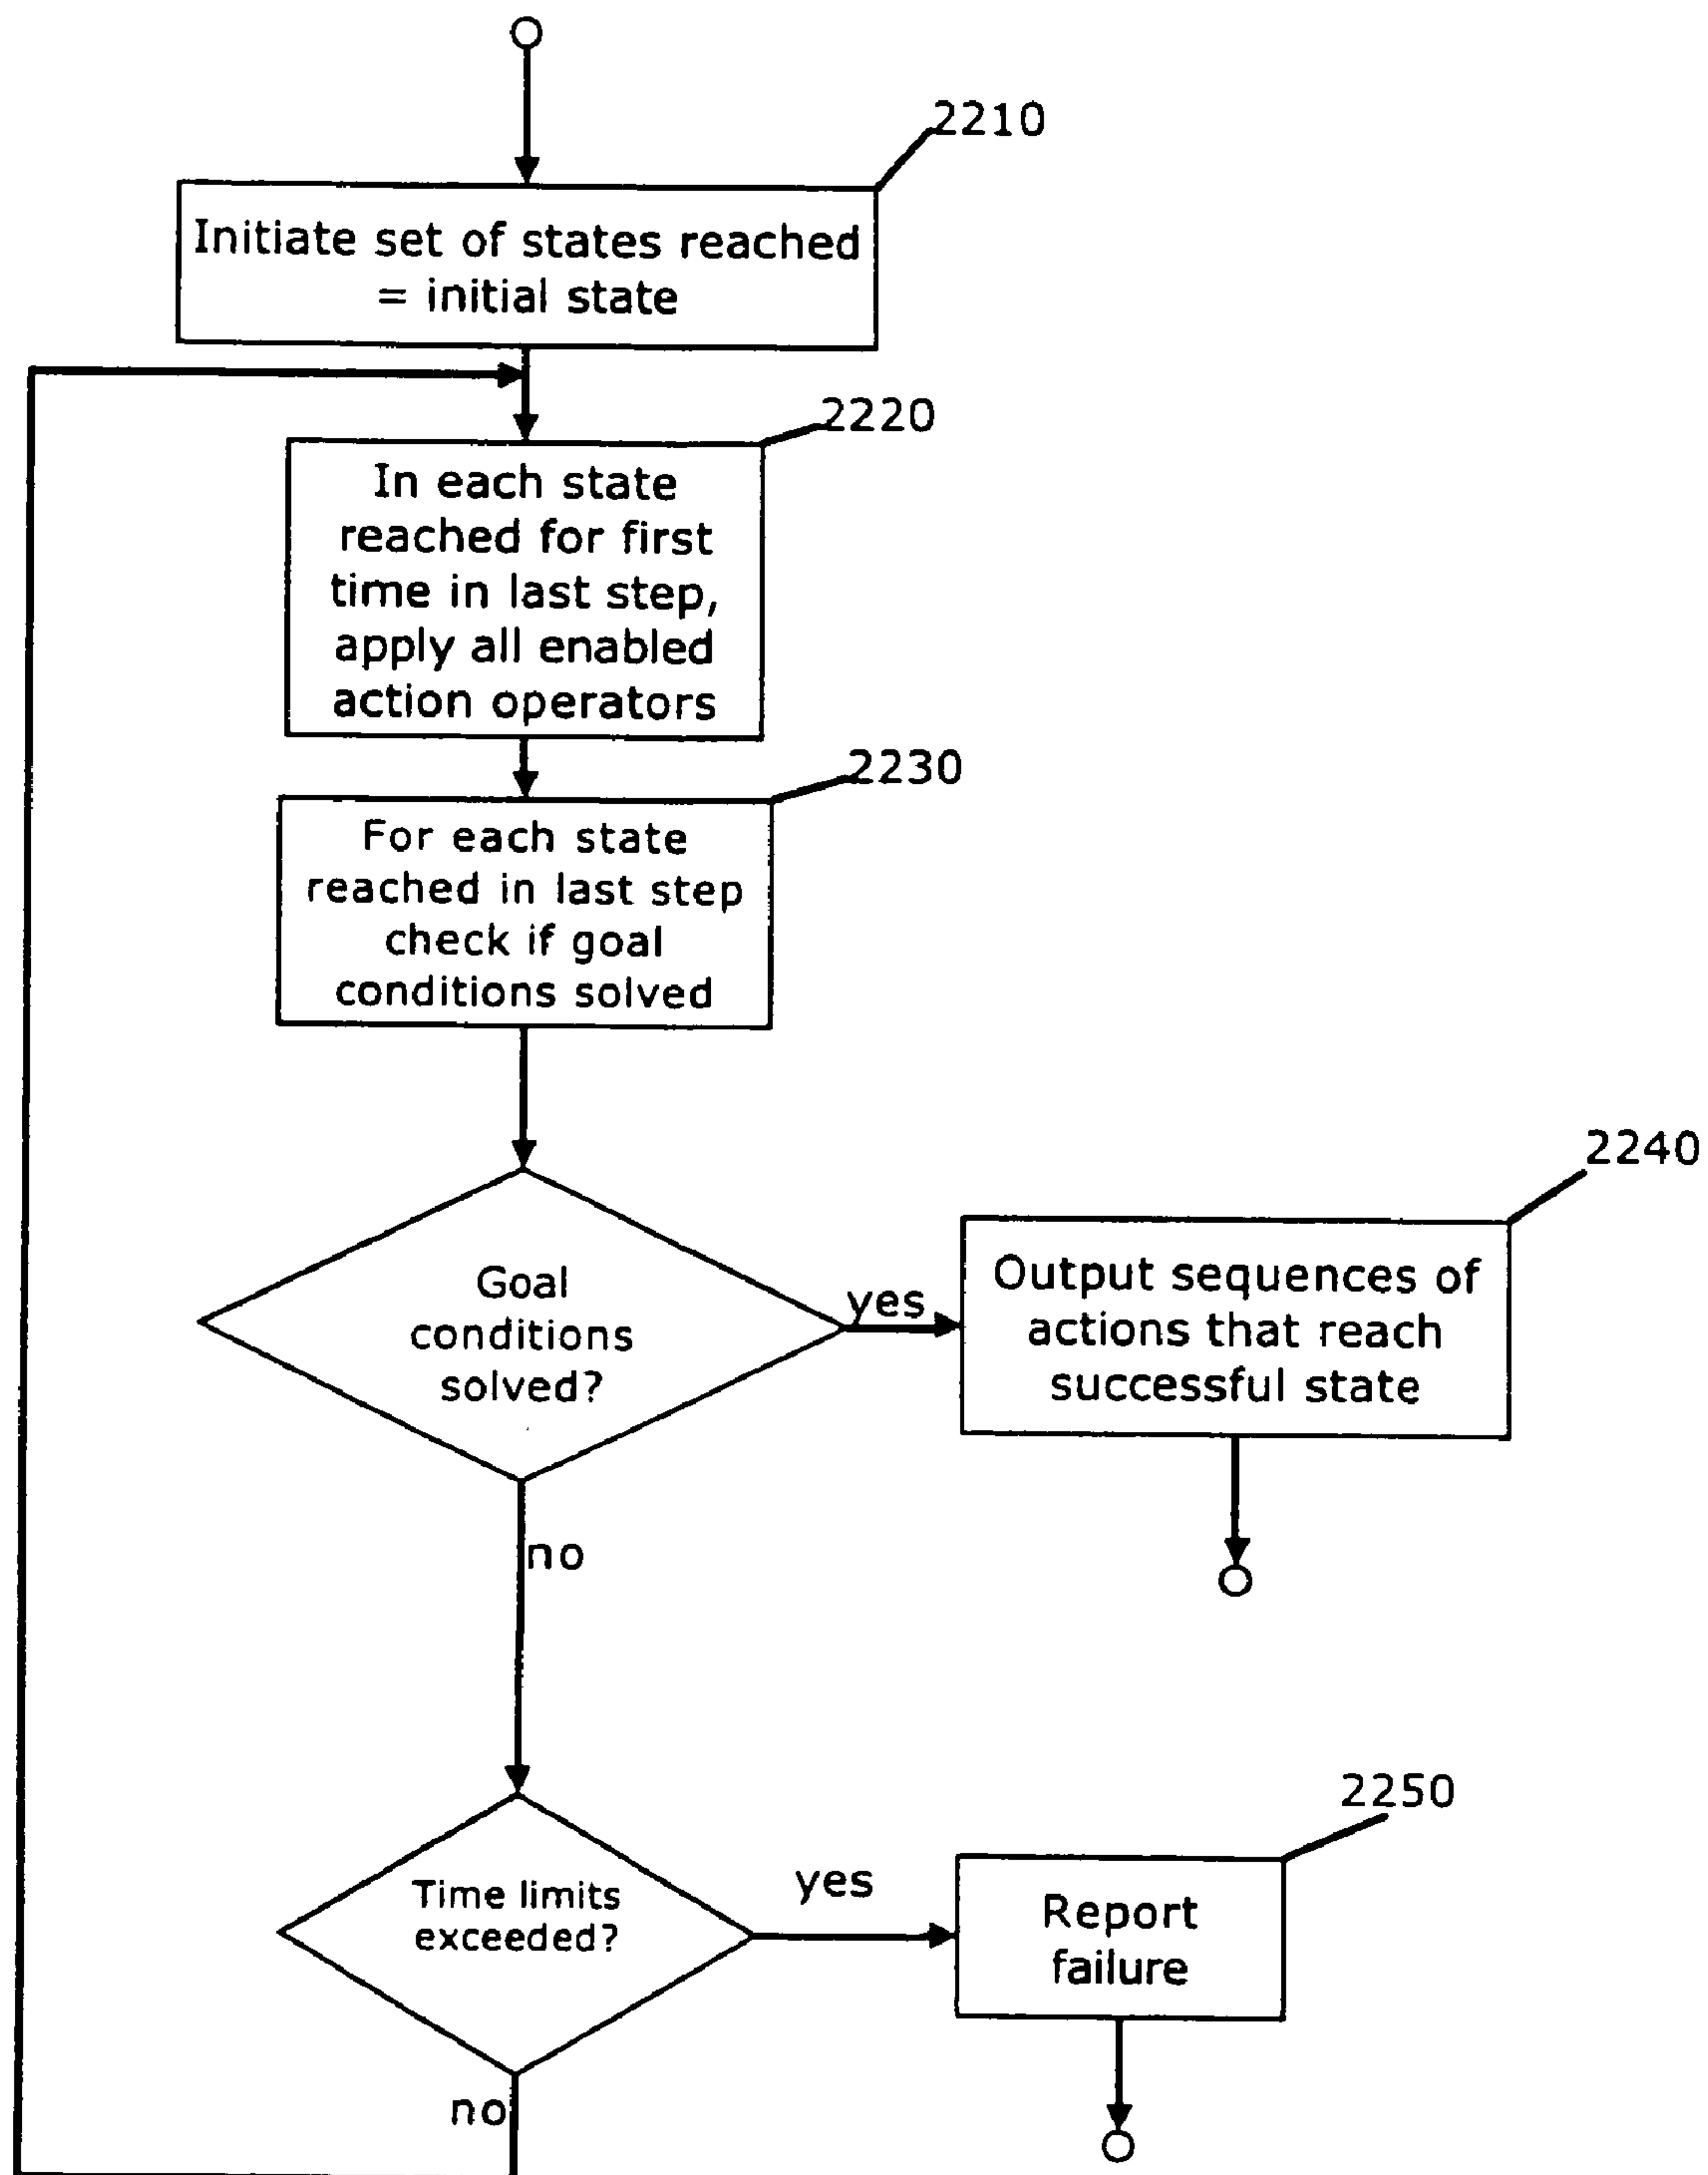 2210
Initiate set of states reached
= initial state
2220
In each state
reached for first
time in last step,
apply all enabled
action operators
2230
For each state
reached in last step
check if goal
conditions solved
Goal
conditions
solved?
yes
2240
Output sequences of
actions that reach
successful state
no
Time limits
exceeded?
yes
2250
Report
failure
no